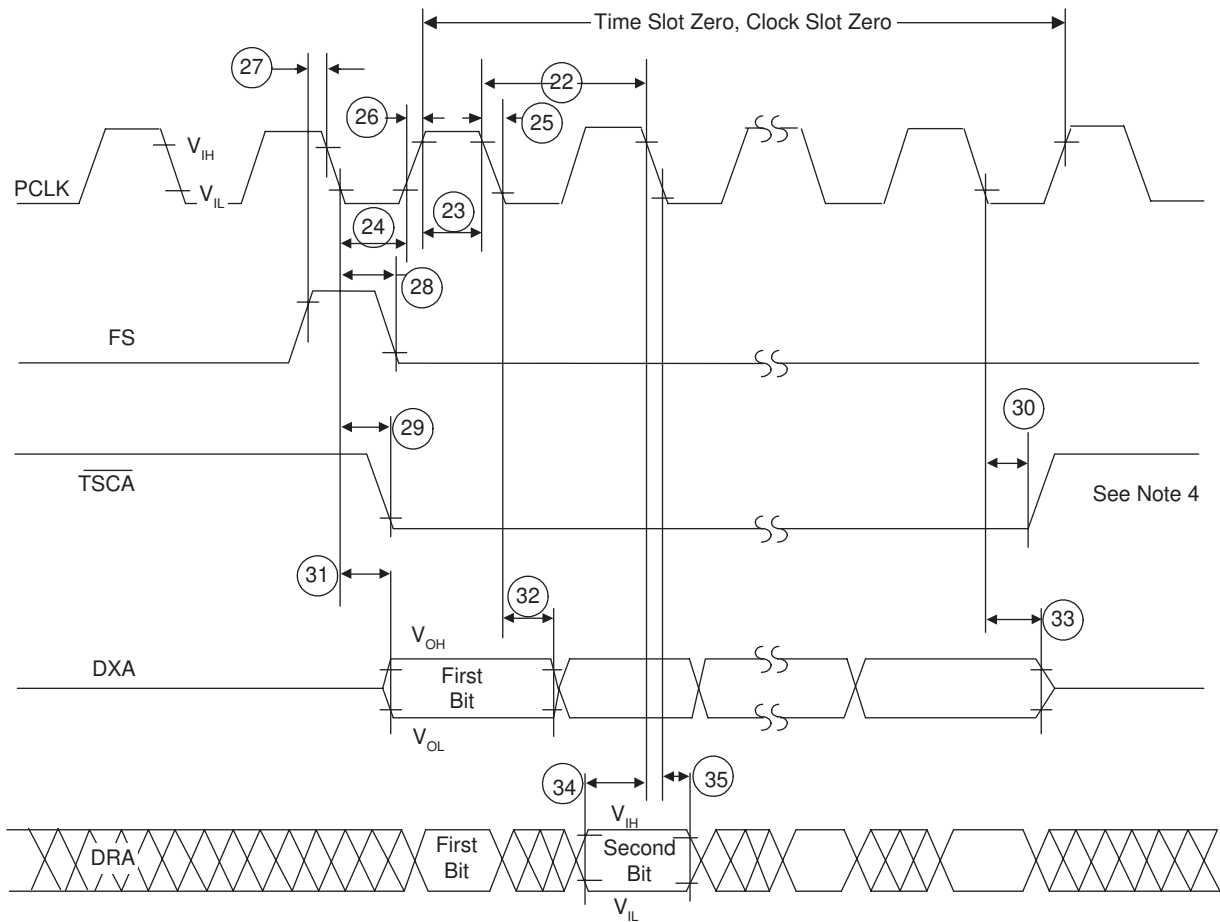 Time Slot Zero, Clock Slot Zero
27
22
26
25
V_IH
PCLK
V_IL
23
24
28
FS
29
30
TSCA
See Note 4
31
32
33
V_OH
DXA
First
Bit
V_OL
34
35
V_IH
DRA
First
Bit
Second
Bit
V_IL